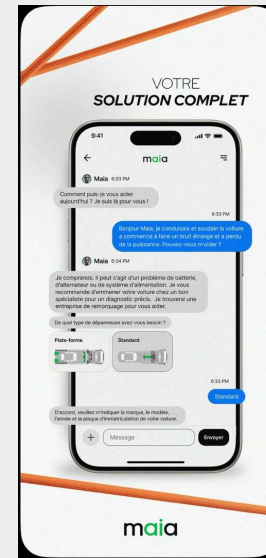 VOTRE
SOLUTION COMPLET
9:41
maia
Maia 6:33 PM
Comment puis-je vous aider
aujourd'hui ? Je suis là pour vous !
6:33 PM
Bonjour Maia, je conduisais et soudain la voiture
a commencé à faire un bruit étrange et a perdu
de la puissance. Pouvez-vous m'aider ?
Maia 6:34 PM
Je comprends. Il peut s'agir d'un problème de batterie,
d'alternateur ou de système d'alimentation. Je vous
recommande d'emmener votre voiture chez un bon
spécialiste pour un diagnostic précis. Je trouverai une
entreprise de remorquage pour vous aider.
De quel type de dépanneuse avez-vous besoin ?
Plate-forme
Standard
6:33 PM
Standard
D'accord, veuillez m'indiquer la marque, le modèle,
l'année et la plaque d'immatriculation de votre voiture.
Message
Envoyer
maia